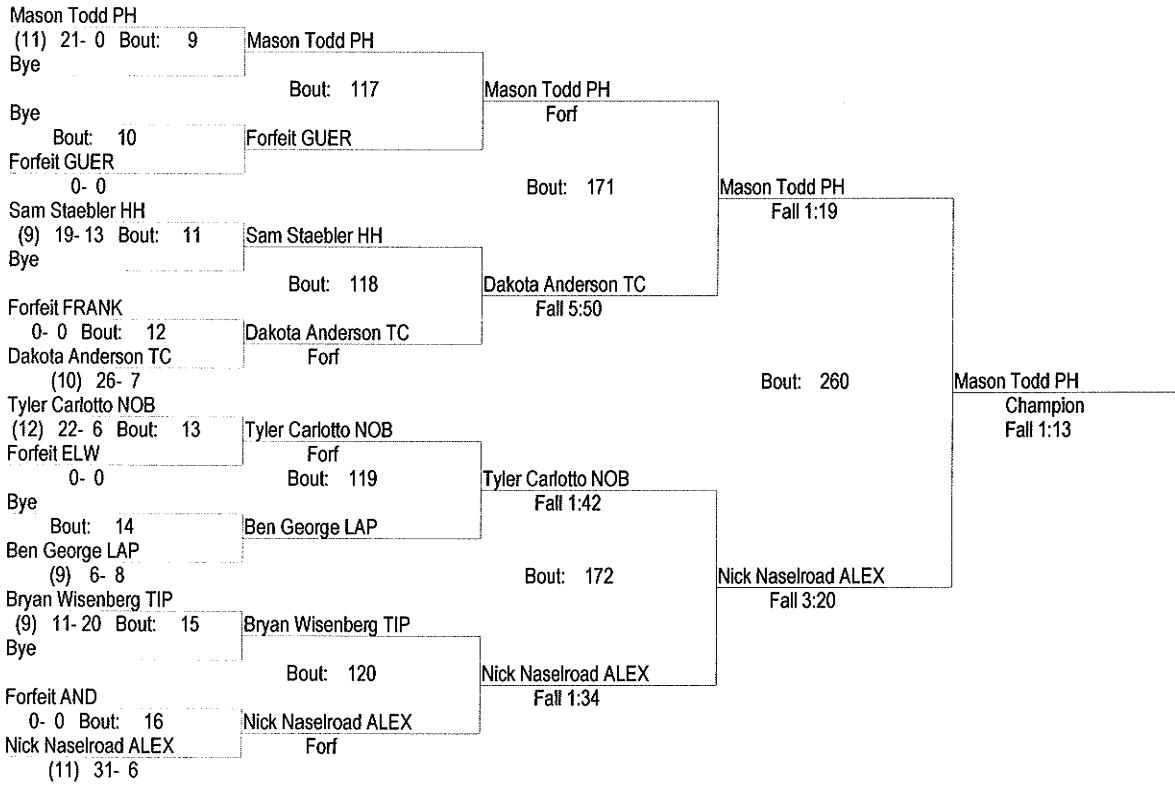 Mason Todd PH
(11) 21- 0 Bout: 9
Bye
Bye
Bout: 10
Forfeit GUER
0- 0
Sam Staebler HH
(9) 19- 13 Bout: 11
Bye
Forfeit FRANK
0- 0 Bout: 12
Dakota Anderson TC
(10) 26- 7
Tyler Carlotto NOB
(12) 22- 6 Bout: 13
Forfeit ELW
0- 0
Bye
Bout: 14
Ben George LAP
(9) 6- 8
Bryan Wisenberg TIP
(9) 11- 20 Bout: 15
Bye
Forfeit AND
0- 0 Bout: 16
Nick Naselroad ALEX
(11) 31- 6
Mason Todd PH
Bout: 117
Forfeit GUER
Sam Staebler HH
Bout: 118
Dakota Anderson TC
Forf
Tyler Carlotto NOB
Forf
Bout: 119
Ben George LAP
Bryan Wisenberg TIP
Bout: 120
Nick Naselroad ALEX
Forf
Mason Todd PH
Forf
Bout: 171
Dakota Anderson TC
Fall 5:50
Tyler Carlotto NOB
Fall 1:42
Bout: 172
Nick Naselroad ALEX
Fall 1:34
Mason Todd PH
Fall 1:19
Bout: 260
Nick Naselroad ALEX
Fall 3:20
Mason Todd PH
Champion
Fall 1:13